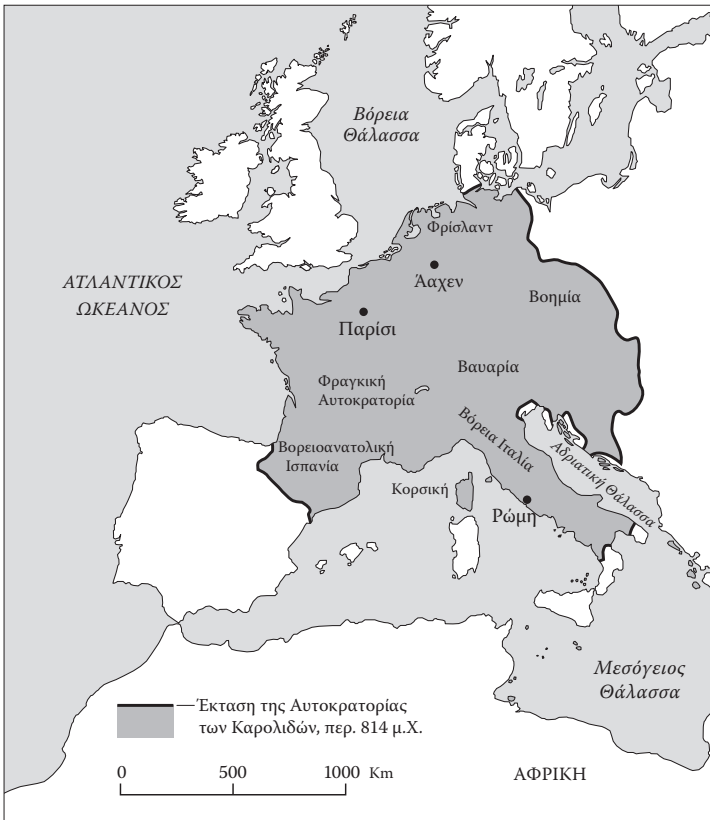 Βόρεια
Θάλασσα
Φρίσλαντ
ΑΤΛΑΝΤΙΚΟΣ
ΩΚΕΑΝΟΣ
Άαχεν
Βοημία
Παρίσι
Βαυαρία
Φραγκική
Αυτοκρατορία
Βόρεια Ιταλία
Βορειοανατολική
Ισπανία
Αδριατική Θάλασσα
Κορσική
Ρώμη
Μεσόγειος
Θάλασσα
Έκταση της Αυτοκρατορίας
των Καρολιδών, περ. 814 μ.Χ.
0 500 1000 Km
ΑΦΡΙΚΗ